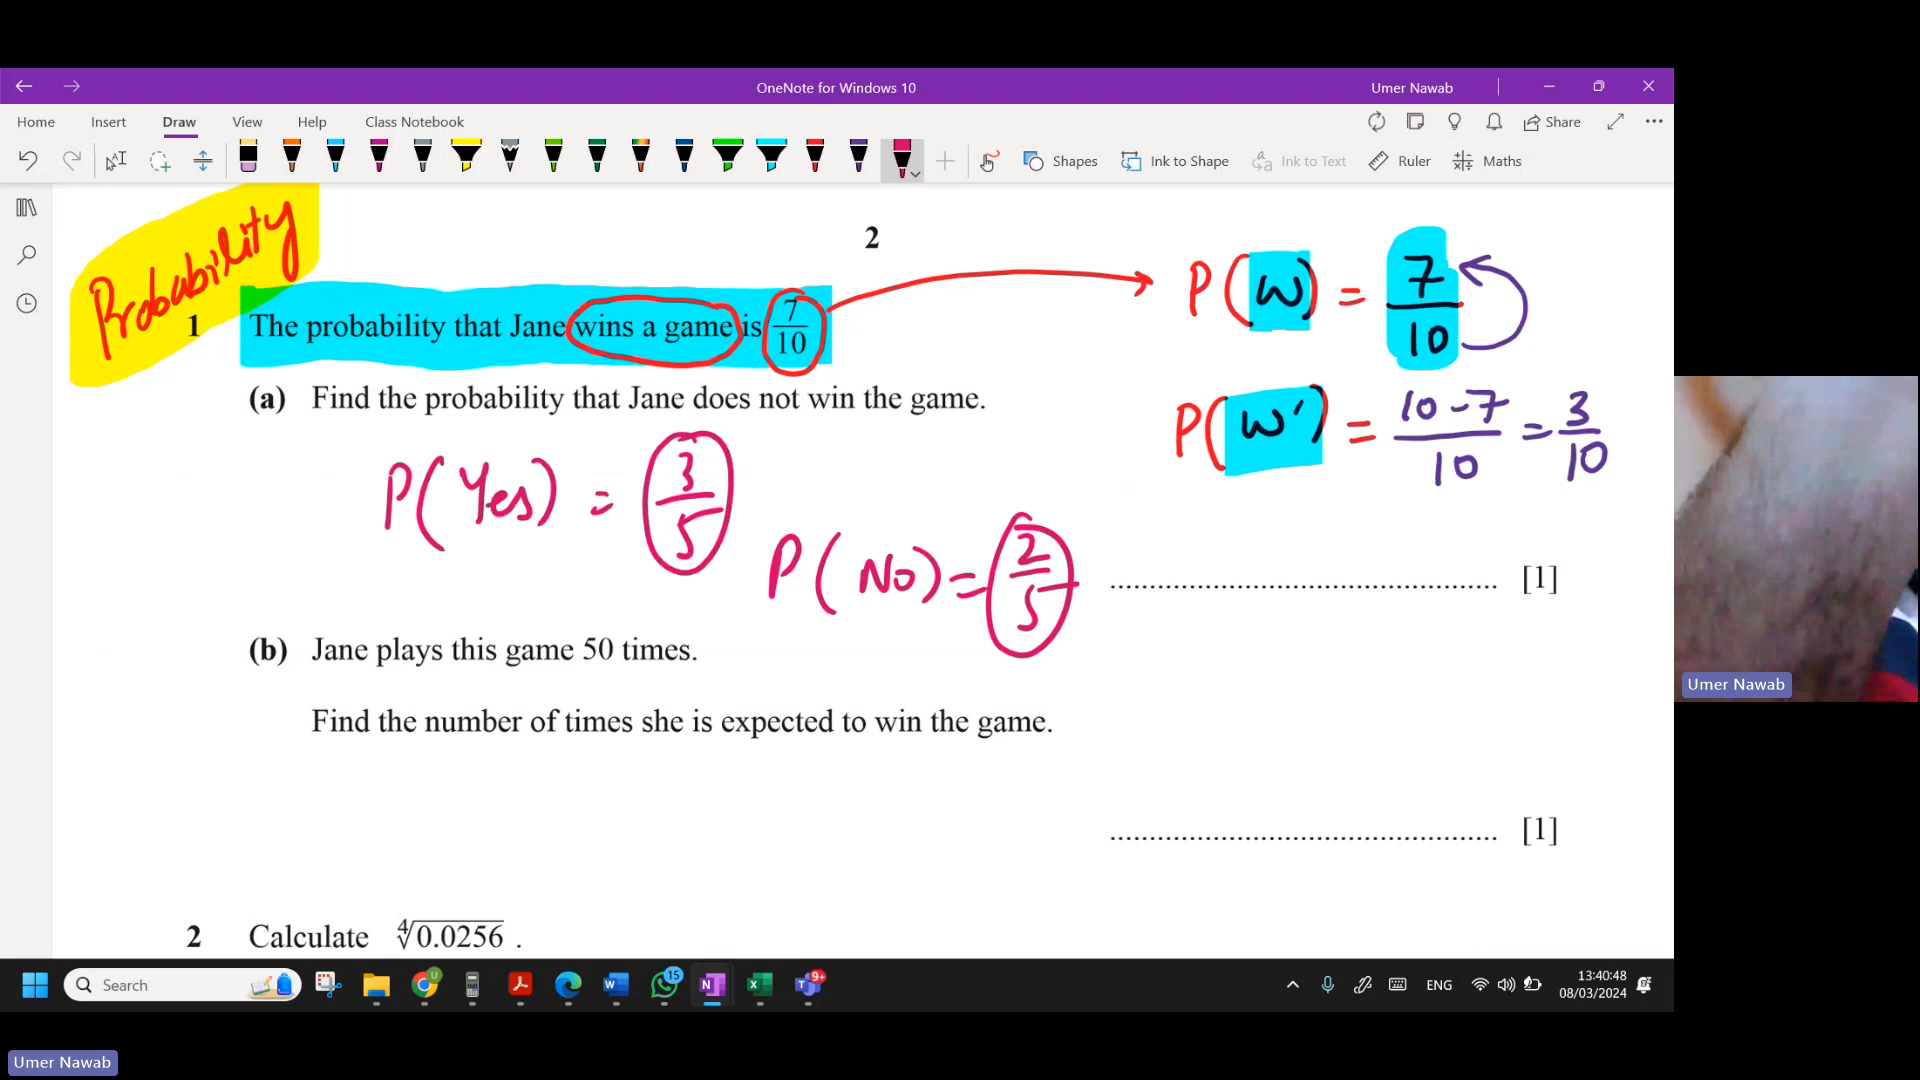 OneNote for Windows 10
Umer Nawab
Home Insert Draw View Help Class Notebook
Share
Shapes Ink to Shape Ink to Text Ruler Maths
Probability
2
P(W) = 7/10
1 The probability that Jane wins a game is 7/10
(a) Find the probability that Jane does not win the game.
P(W') = 10-7/10 = 3/10
P(Yes) = 3/5
P(No) = 2/5
.................................................. [1]
(b) Jane plays this game 50 times.
Find the number of times she is expected to win the game.
.................................................. [1]
2 Calculate ∜0.0256 .
Umer Nawab
Search
15
9+
ENG
13:40:48
08/03/2024
Umer Nawab